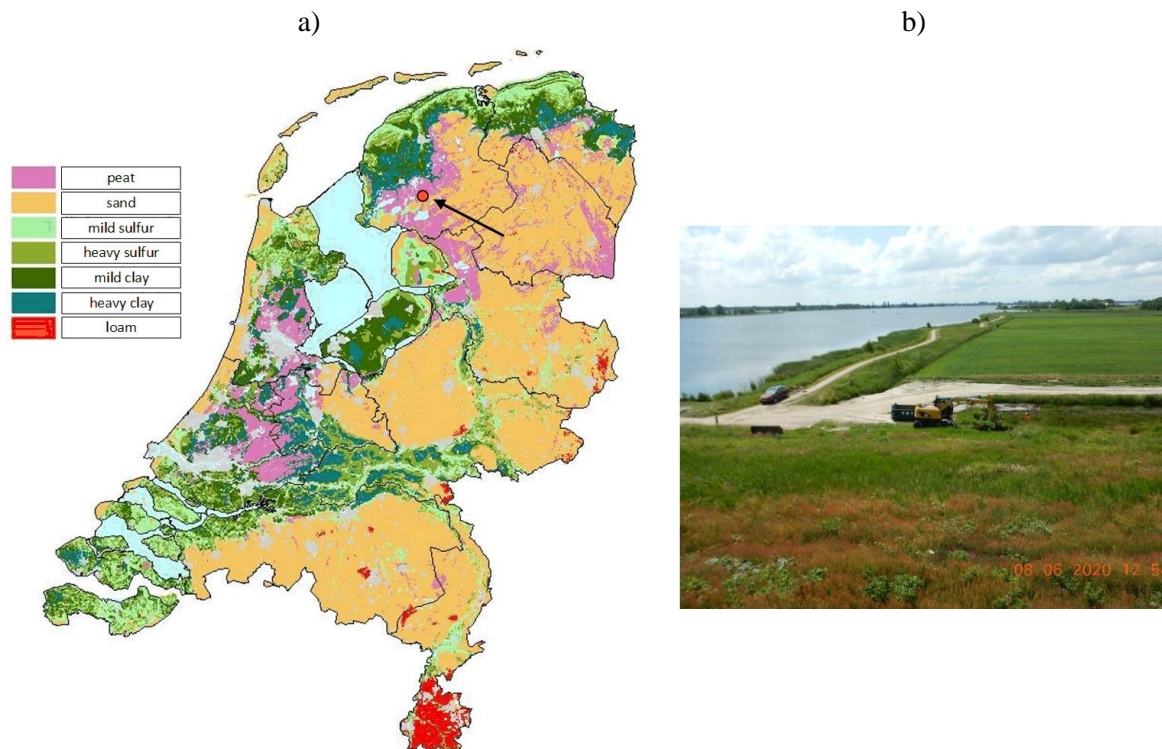 a)
b)
peat
sand
mild sulfur
heavy sulfur
mild clay
heavy clay
loam
08 06 2020 12 5